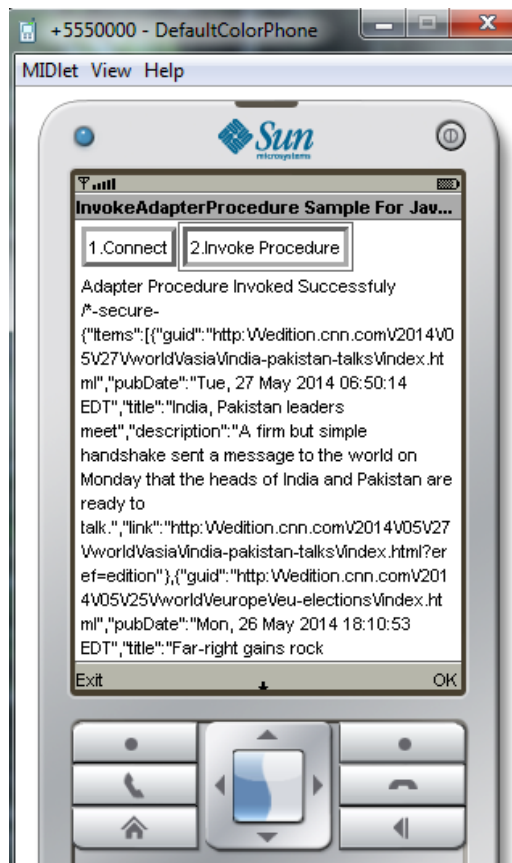 +5550000 - DefaultColorPhone
MIDlet View Help
Sun
microsystems
InvokeAdapterProcedure Sample For Jav...
1.Connect 2.Invoke Procedure
Adapter Procedure Invoked Successfuly
/*-secure-
{"Items":[{"guid":"http:\/\/edition.cnn.com\/2014\/0
5\/27\/world\/asia\/india-pakistan-talks\/index.ht
ml","pubDate":"Tue, 27 May 2014 06:50:14
EDT","title":"India, Pakistan leaders
meet","description":"A firm but simple
handshake sent a message to the world on
Monday that the heads of India and Pakistan are
ready to
talk.","link":"http:\/\/edition.cnn.com\/2014\/05\/27
\/world\/asia\/india-pakistan-talks\/index.html?er
ef=edition"},{"guid":"http:\/\/edition.cnn.com\/201
4\/05\/25\/world\/europe\/eu-elections\/index.ht
ml","pubDate":"Mon, 26 May 2014 18:10:53
EDT","title":"Far-right gains rock
Exit OK